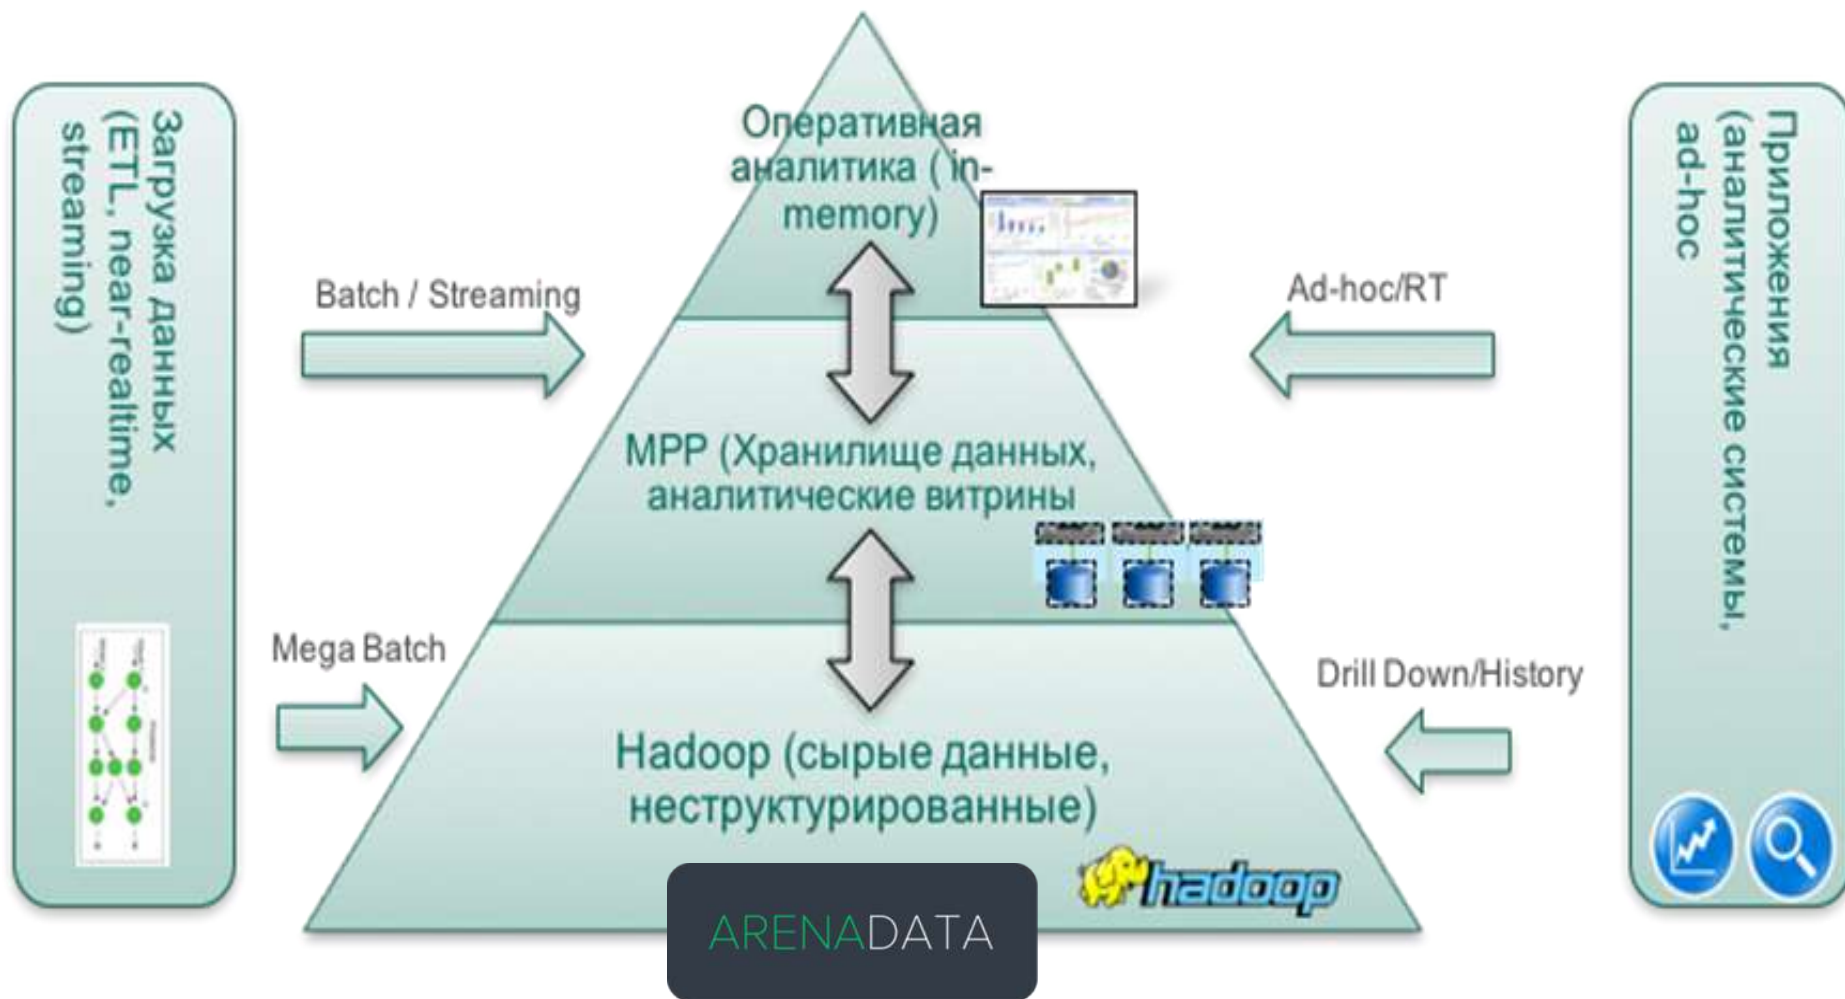 Загрузка данных
(ETL, near-realtime,
streaming)
Оперативная
аналитика ( in-
memory)
Batch / Streaming
Ad-hoc/RT
MPP (Хранилище данных,
аналитические витрины
Mega Batch
Drill Down/History
Hadoop (сырые данные,
неструктурированные)
hadoop
ARENADATA
Приложения
(аналитические системы,
ad-hoc